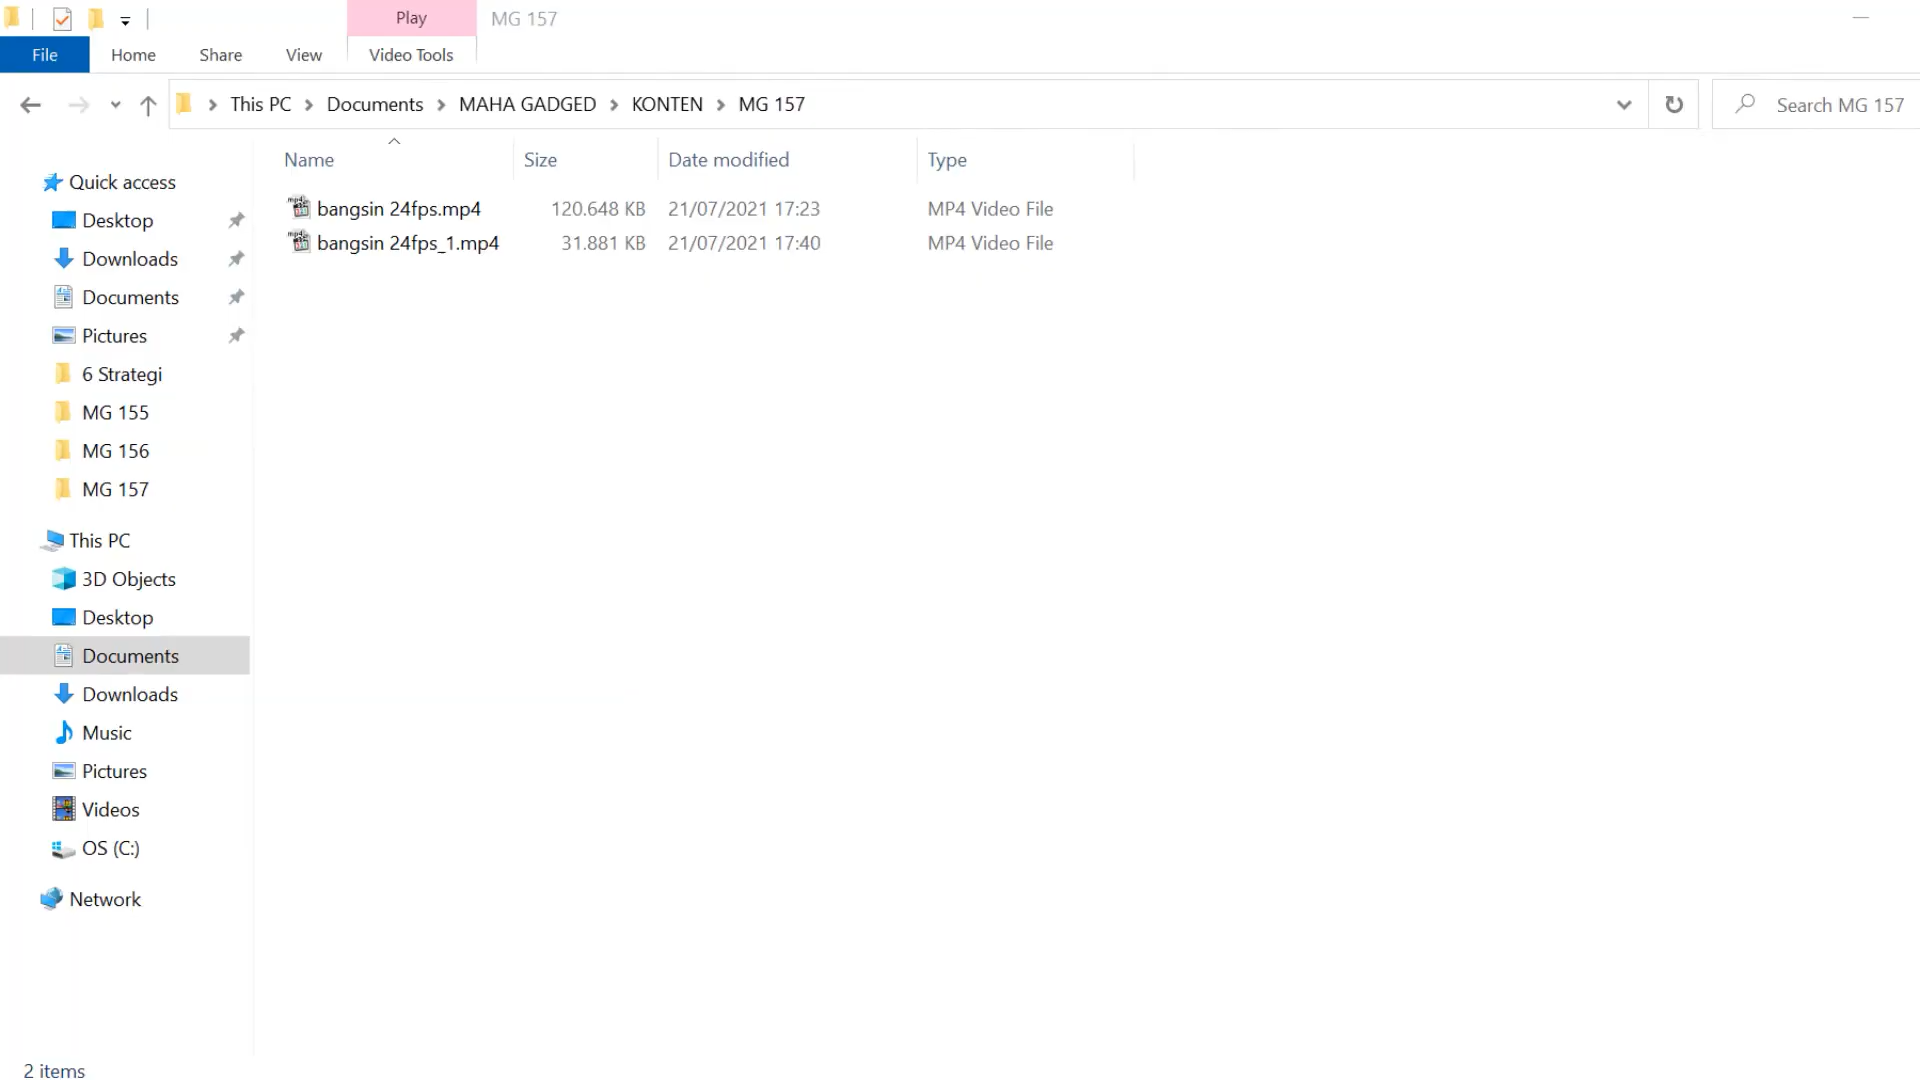 Play MG 157
File Home Share View Video Tools
This PC Documents MAHA GADGED KONTEN MG 157 Search MG 157
Name Size Date modified Type
Quick access
bangsin 24fps.mp4 120.648 KB 21/07/2021 17:23 MP4 Video File
Desktop
bangsin 24fps_1.mp4 31.881 KB 21/07/2021 17:40 MP4 Video File
Downloads
Documents
Pictures
6 Strategi
MG 155
MG 156
MG 157
This PC
3D Objects
Desktop
Documents
Downloads
Music
Pictures
Videos
OS (C:)
Network
2 items